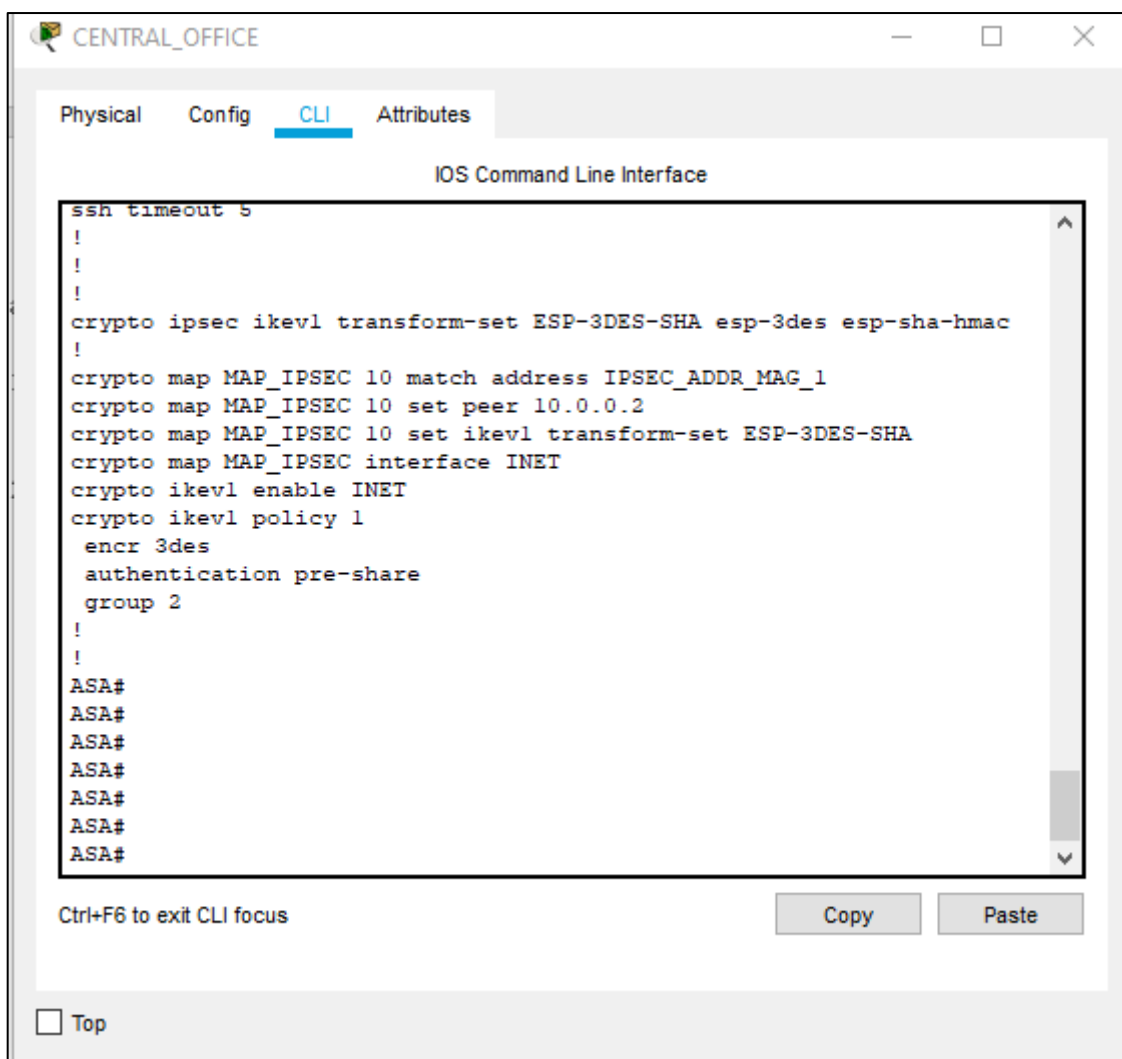 CENTRAL_OFFICE
Physical Config CLI Attributes
IOS Command Line Interface
ssh timeout 5
!
!
!
crypto ipsec ikev1 transform-set ESP-3DES-SHA esp-3des esp-sha-hmac
!
crypto map MAP_IPSEC 10 match address IPSEC_ADDR_MAG_1
crypto map MAP_IPSEC 10 set peer 10.0.0.2
crypto map MAP_IPSEC 10 set ikev1 transform-set ESP-3DES-SHA
crypto map MAP_IPSEC interface INET
crypto ikev1 enable INET
crypto ikev1 policy 1
encr 3des
authentication pre-share
group 2
!
!
ASA#
ASA#
ASA#
ASA#
ASA#
ASA#
ASA#
Ctrl+F6 to exit CLI focus Copy Paste
Top